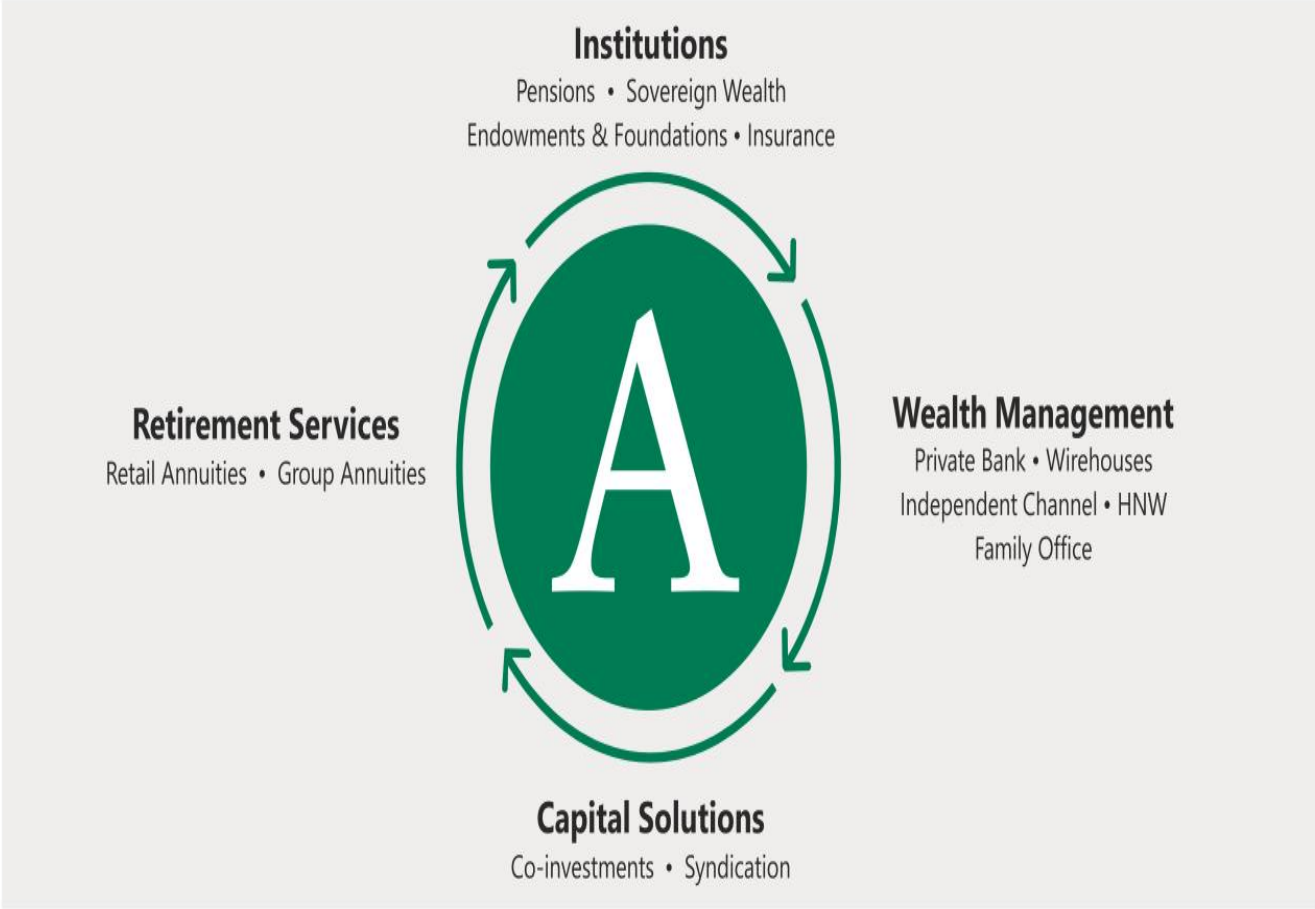 Institutions
Pensions • Sovereign Wealth
Endowments & Foundations • Insurance
A
Retirement Services
Retail Annuities • Group Annuities
Wealth Management
Private Bank • Wirehouses
Independent Channel • HNW
Family Office
Capital Solutions
Co-investments • Syndication